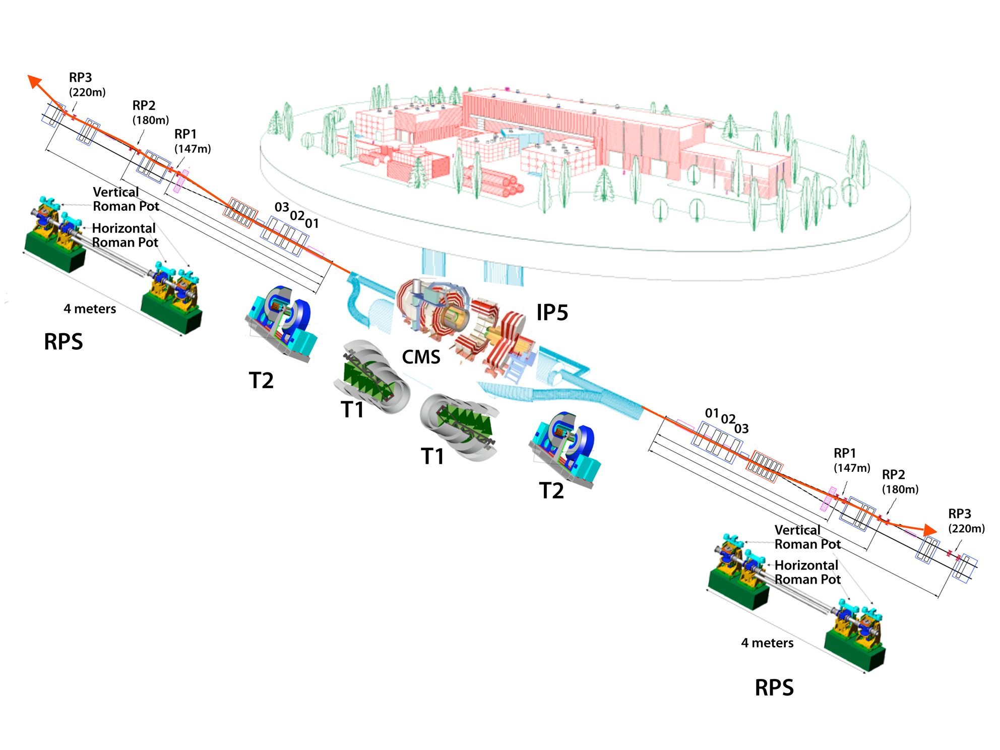 RP3
(220m)
RP2
(180m)
RP1
(147m)
Vertical
Roman Pot
Horizontal
Roman Pot
03
02
01
4 meters
RPS
T2
T1
CMS
IP5
T1
T2
01
02
03
RP1
(147m)
RP2
(180m)
RP3
(220m)
Vertical
Roman Pot
Horizontal
Roman Pot
4 meters
RPS